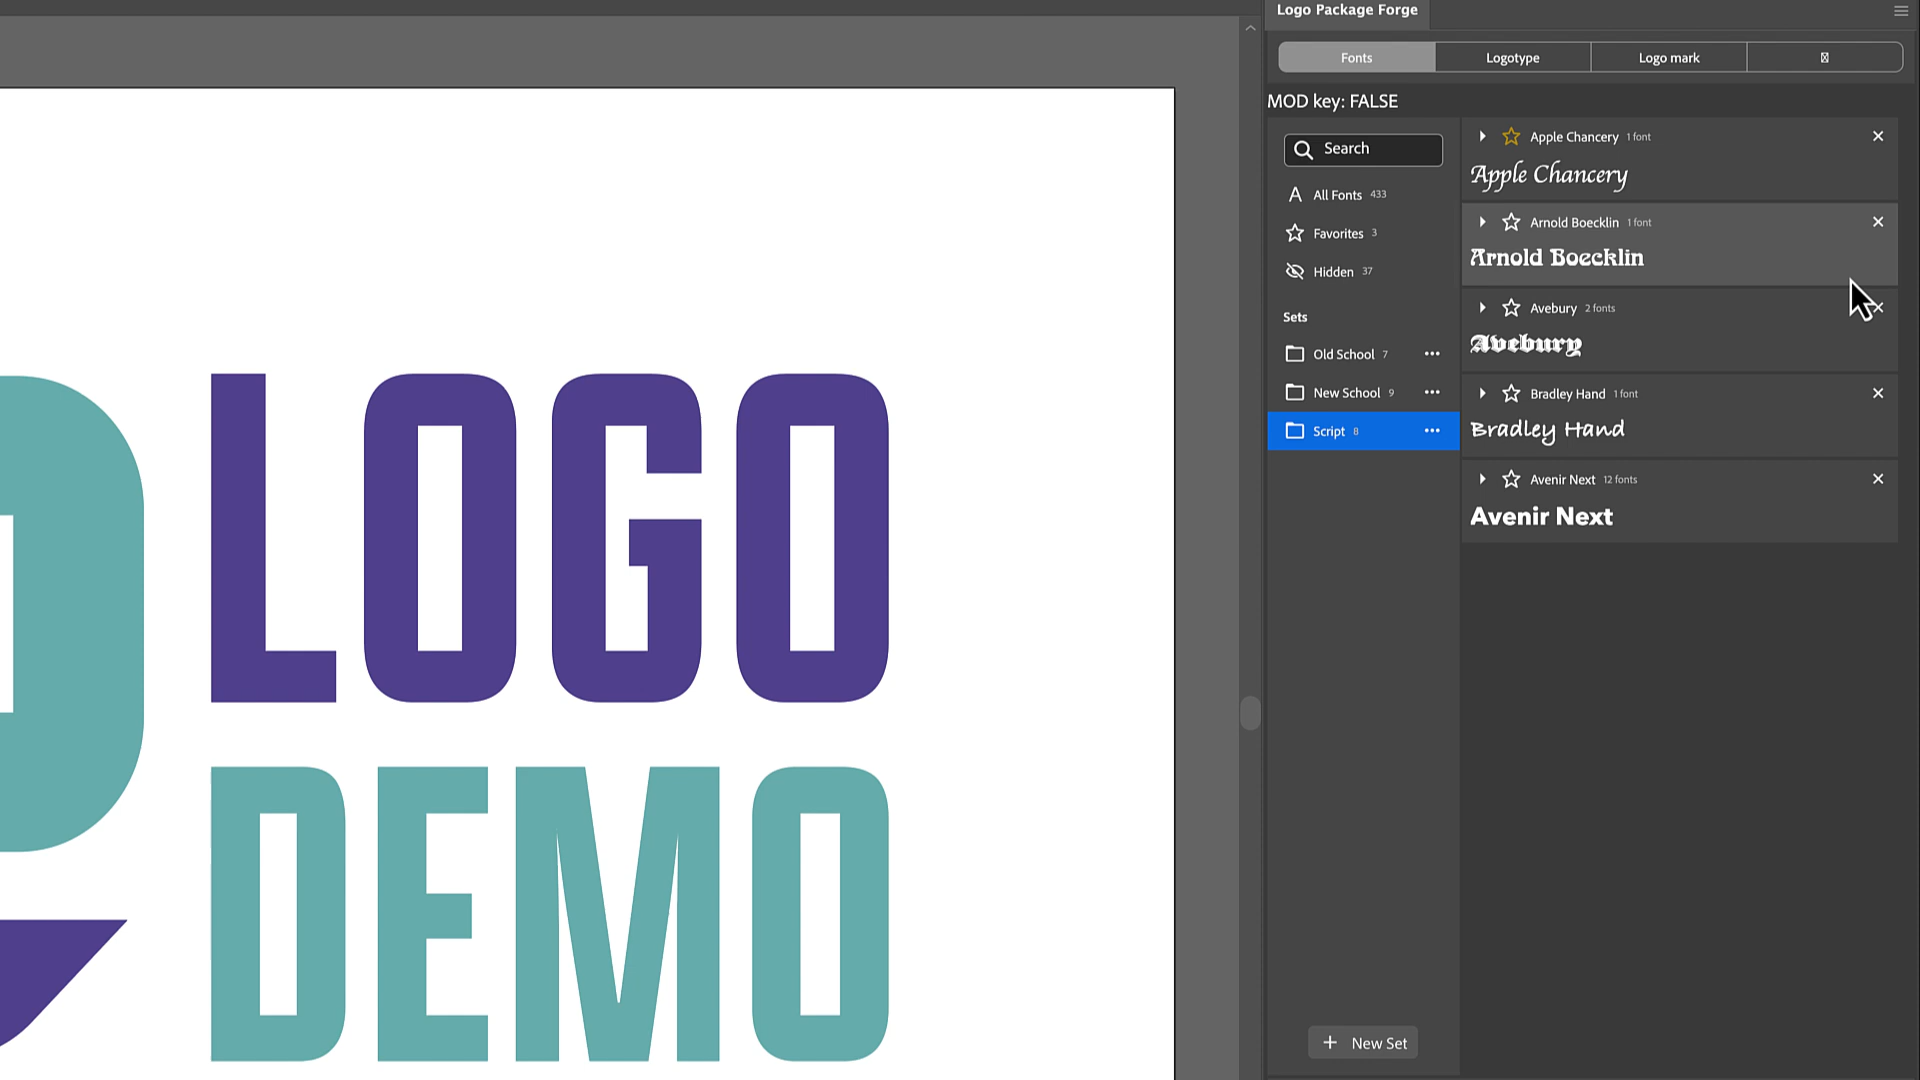 Logo Package Forge
Fonts
Logotype
Logo mark
MOD key: FALSE
Search
All Fonts 433
Favorites 3
Hidden 37
Sets
Old School 7
New School 9
Script 8
New Set
Apple Chancery 1 font
Apple Chancery
Arnold Boecklin 1 font
Arnold Boecklin
Avebury 2 fonts
Avebury
Bradley Hand 1 font
Bradley Hand
Avenir Next 12 fonts
Avenir Next
LOGO
DEMO